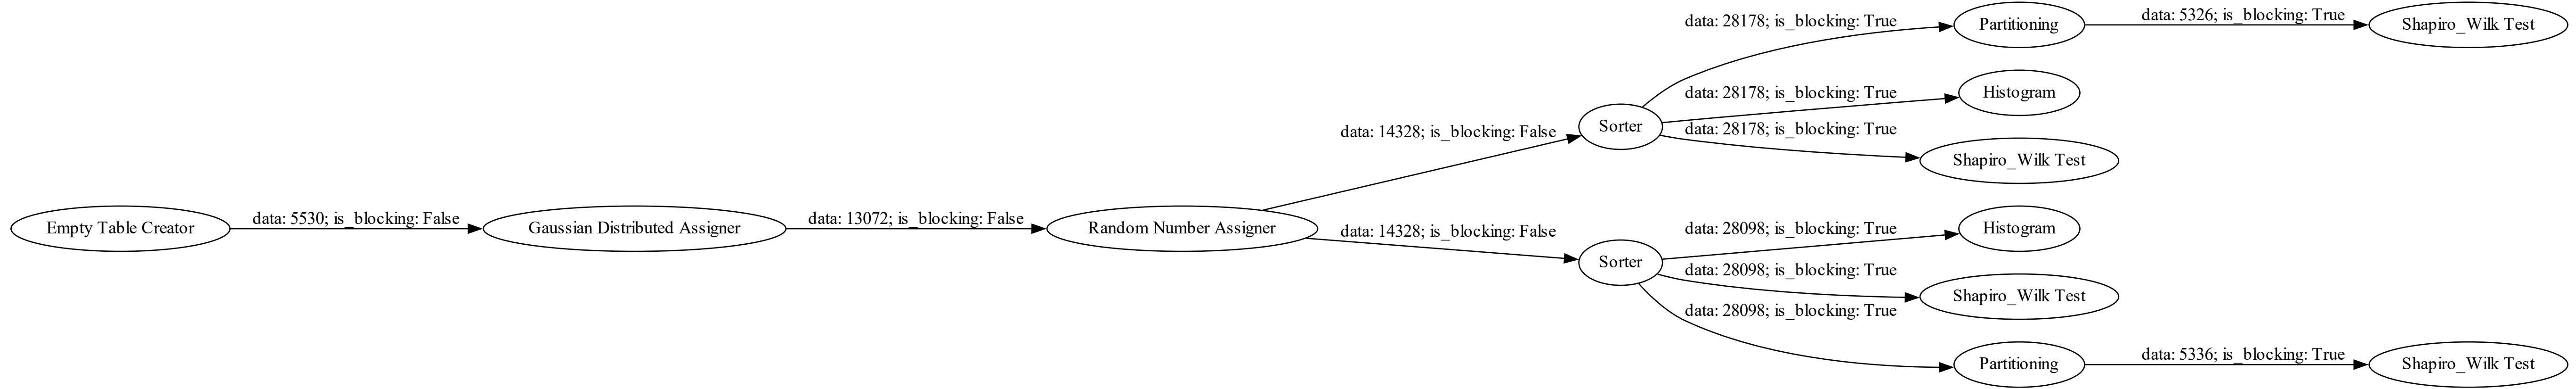 Empty Table Creator
data: 5530; is_blocking: False
Gaussian Distributed Assigner
data: 13072; is_blocking: False
Random Number Assigner
data: 14328; is_blocking: False
Sorter
data: 28178; is_blocking: True
Partitioning
data: 5326; is_blocking: True
Shapiro_Wilk Test
data: 28178; is_blocking: True
Histogram
data: 28178; is_blocking: True
Shapiro_Wilk Test
data: 14328; is_blocking: False
Sorter
data: 28098; is_blocking: True
Histogram
data: 28098; is_blocking: True
Shapiro_Wilk Test
data: 28098; is_blocking: True
Partitioning
data: 5336; is_blocking: True
Shapiro_Wilk Test